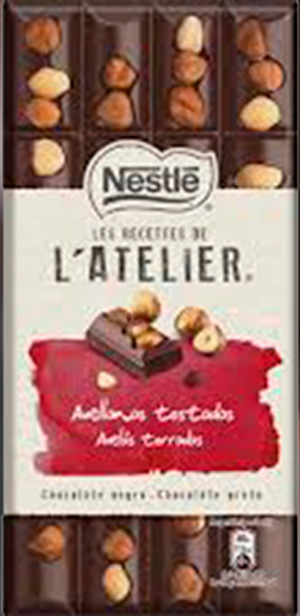 Nestlé
LES RECETTES DE
L'ATELIER
Avellanas tostadas
Avelãs torradas
Chocolate negro - Chocolate preto